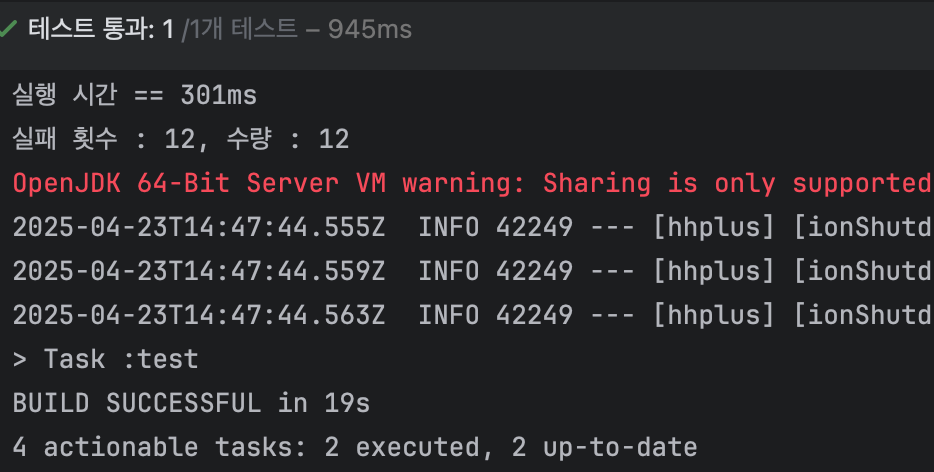 테스트 통과: 1 /1개 테스트 – 945ms
실행 시간 == 301ms
실패 횟수 : 12, 수량 : 12
OpenJDK 64-Bit Server VM warning: Sharing is only supported
2025-04-23T14:47:44.555Z  INFO 42249 --- [hhplus] [ionShutd
2025-04-23T14:47:44.559Z  INFO 42249 --- [hhplus] [ionShutd
2025-04-23T14:47:44.563Z  INFO 42249 --- [hhplus] [ionShutd
> Task :test
BUILD SUCCESSFUL in 19s
4 actionable tasks: 2 executed, 2 up-to-date